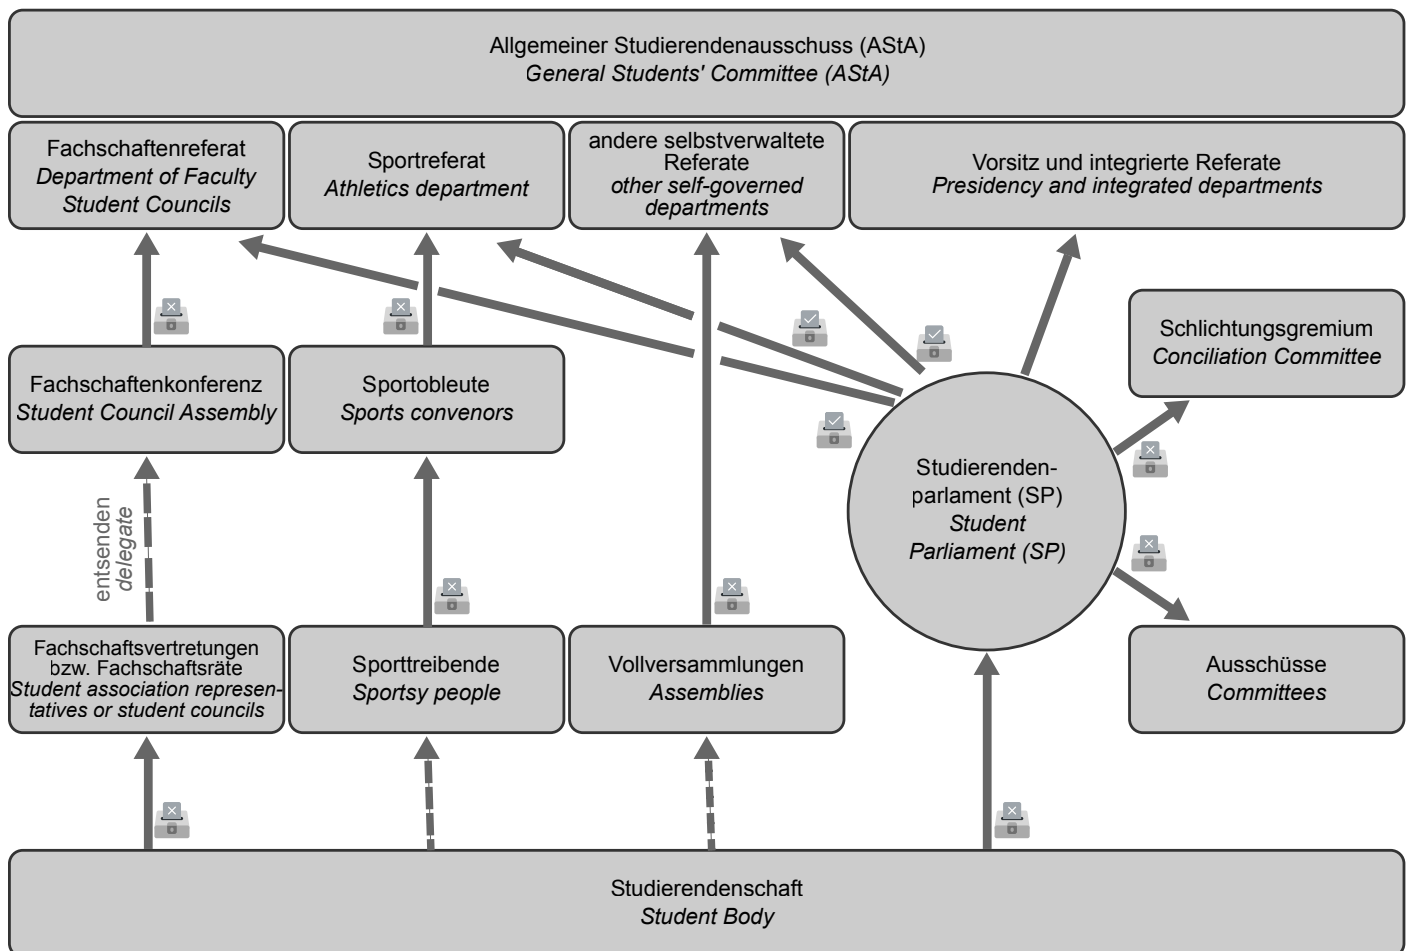 Allgemeiner Studierendenausschuss (AStA)
General Students' Committee (AStA)
Fachschaftenreferat
Department of Faculty
Student Councils
Sportreferat
Athletics department
andere selbstverwaltete
Referate
other self-governed
departments
Vorsitz und integrierte Referate
Presidency and integrated departments
Schlichtungsgremium
Conciliation Committee
Fachschaftenkonferenz
Student Council Assembly
Sportobleute
Sports convenors
Studierenden-
parlament (SP)
Student
Parliament (SP)
entsenden
delegate
Fachschaftsvertretungen
bzw. Fachschaftsräte
Student association represen-
tatives or student councils
Sporttreibende
Sportsy people
Vollversammlungen
Assemblies
Ausschüsse
Committees
Studierendenschaft
Student Body